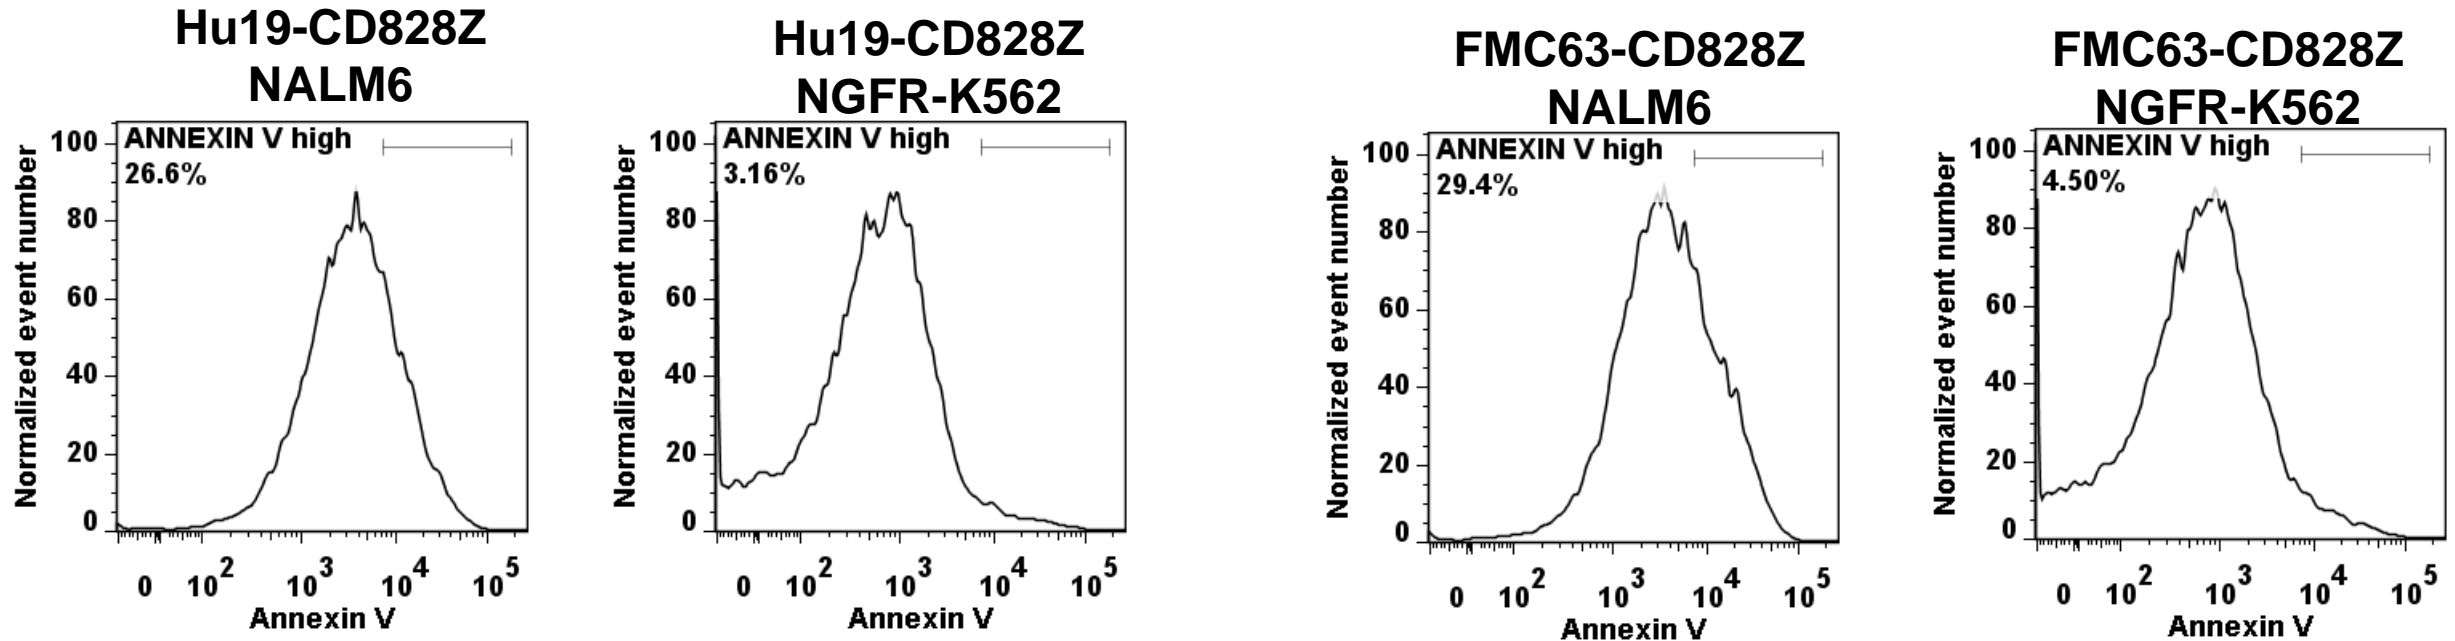 Hu19-CD828Z
NALM6
ANNEXIN V high
26.6%
Normalized event number
100
80
60
40
20
0
0 10^2 10^3 10^4 10^5
Annexin V
Hu19-CD828Z
NGFR-K562
ANNEXIN V high
3.16%
Normalized event number
100
80
60
40
20
0
0 10^2 10^3 10^4 10^5
Annexin V
FMC63-CD828Z
NALM6
ANNEXIN V high
29.4%
Normalized event number
100
80
60
40
20
0
0 10^2 10^3 10^4 10^5
Annexin V
FMC63-CD828Z
NGFR-K562
ANNEXIN V high
4.50%
Normalized event number
100
80
60
40
20
0
0 10^2 10^3 10^4 10^5
Annexin V